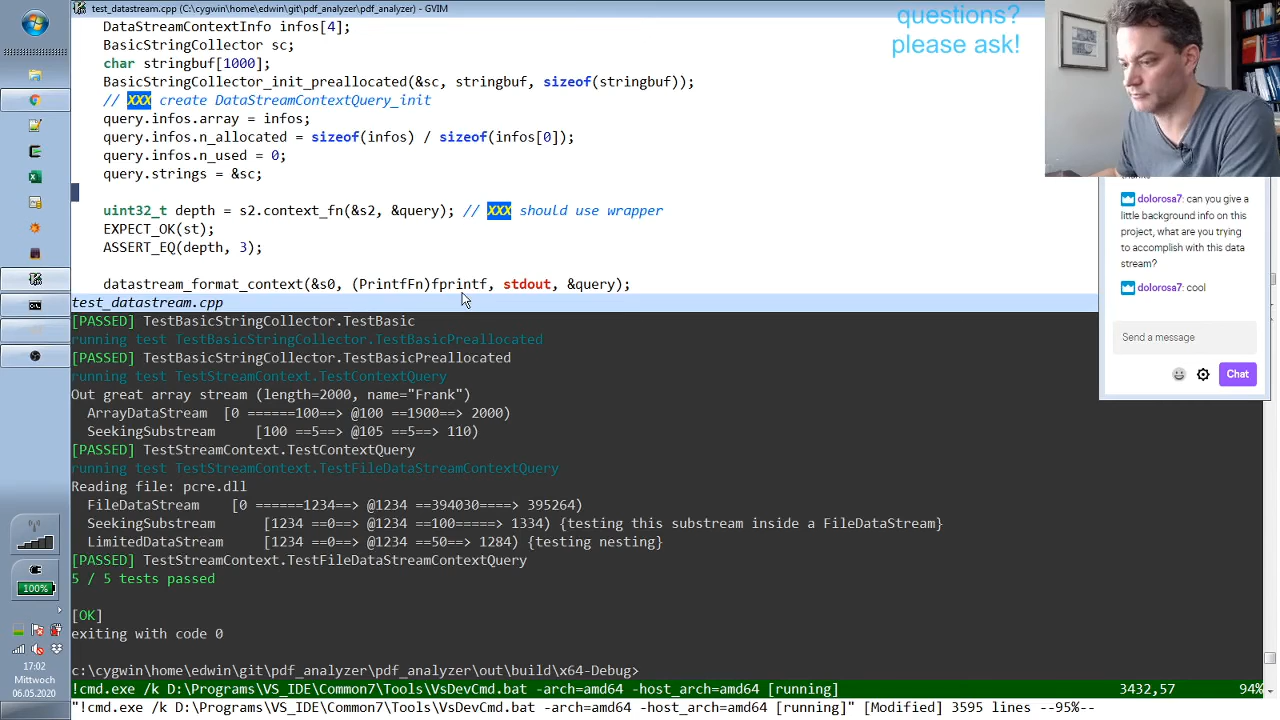 test_datastream.cpp (C:\cygwin\home\edwin\git\pdf_analyzer\pdf_analyzer) - GVIM
DataStreamContextInfo infos[4];
BasicStringCollector sc;
char stringbuf[1000];
BasicStringCollector_init_preallocated(&sc, stringbuf, sizeof(stringbuf));
// XXX create DataStreamContextQuery_init
query.infos.array = infos;
query.infos.n_allocated = sizeof(infos) / sizeof(infos[0]);
query.infos.n_used = 0;
query.strings = &sc;
uint32_t depth = s2.context_fn(&s2, &query); // XXX should use wrapper
EXPECT_OK(st);
ASSERT_EQ(depth, 3);
datastream_format_context(&s0, (PrintfFn)fprintf, stdout, &query);
test_datastream.cpp
[PASSED] TestBasicStringCollector.TestBasic
running test TestBasicStringCollector.TestBasicPreallocated
[PASSED] TestBasicStringCollector.TestBasicPreallocated
running test TestStreamContext.TestContextQuery
Out great array stream (length=2000, name="Frank")
ArrayDataStream [0 ======100==> @100 ==1900==> 2000)
SeekingSubstream [100 ==5==> @105 ==5==> 110)
[PASSED] TestStreamContext.TestContextQuery
running test TestStreamContext.TestFileDataStreamContextQuery
Reading file: pcre.dll
FileDataStream [0 ======1234==> @1234 ==394030==> 395264)
SeekingSubstream [1234 ==0==> @1234 ==100=====> 1334) {testing this substream inside a FileDataStream}
LimitedDataStream [1234 ==0==> @1234 ==50==> 1284) {testing nesting}
[PASSED] TestStreamContext.TestFileDataStreamContextQuery
5 / 5 tests passed
[OK]
exiting with code 0
c:\cygwin\home\edwin\git\pdf_analyzer\pdf_analyzer\out\build\x64-Debug>
!cmd.exe /k D:\Programs\VS_IDE\Common7\Tools\VsDevCmd.bat -arch=amd64 -host_arch=amd64 [running] 3432,57 94%
"!cmd.exe /k D:\Programs\VS_IDE\Common7\Tools\VsDevCmd.bat -arch=amd64 -host_arch=amd64 [running]" [Modified] 3595 lines --95%--
questions?
please ask!
dolorosa7: can you give a
little background info on this
project, what are you trying
to accomplish with this data
stream?
dolorosa7: cool
Send a message
Chat
100%
17:02
Mittwoch
06.05.2020